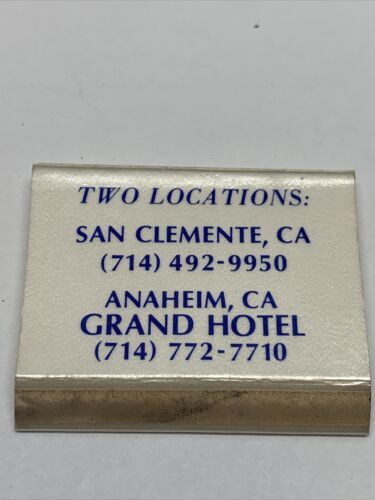 TWO LOCATIONS:
SAN CLEMENTE, CA
(714) 492-9950
ANAHEIM, CA
GRAND HOTEL
(714) 772-7710